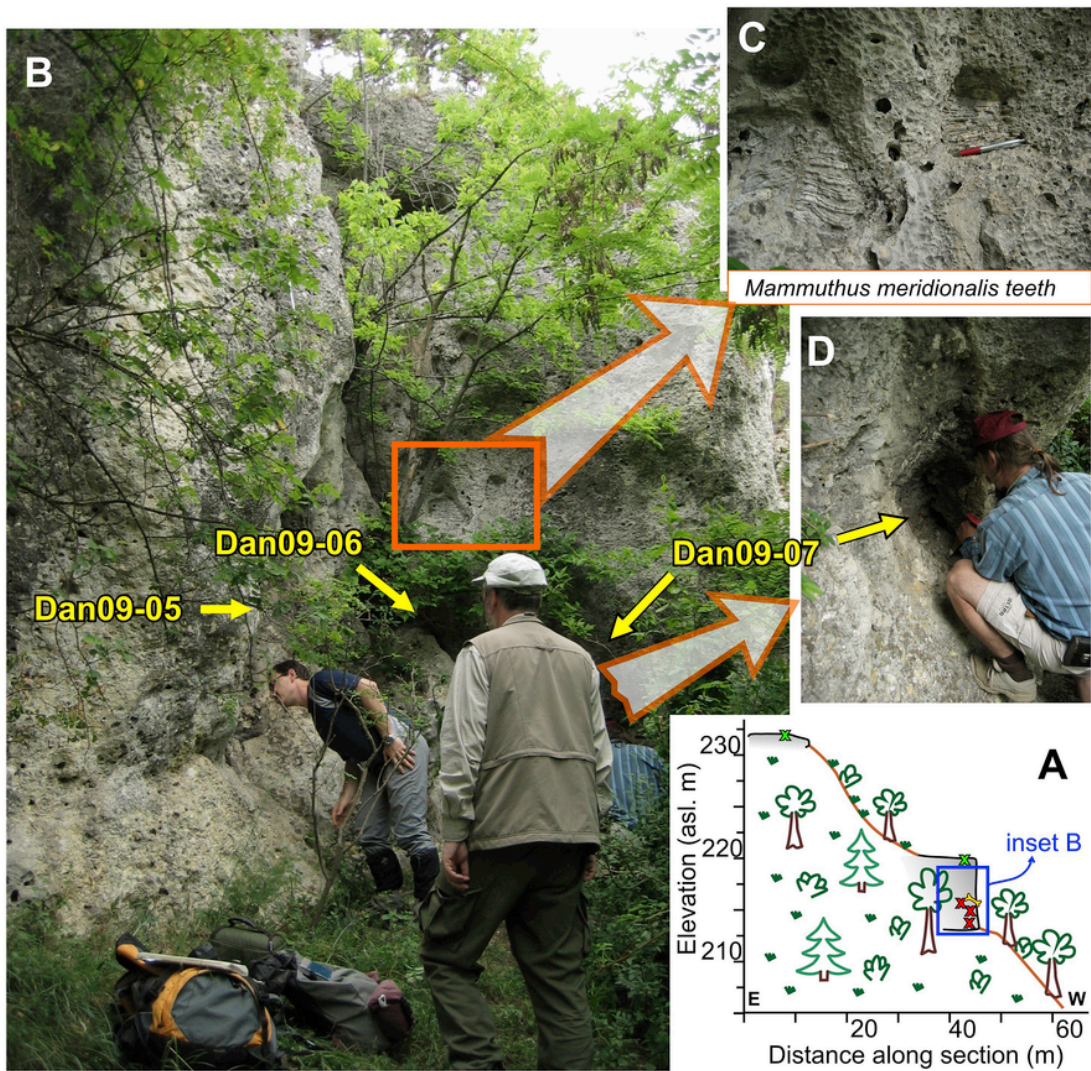 B
C
Mammuthus meridionalis teeth
D
Dan09-06
Dan09-07
Dan09-05
A
230
220
210
Elevation (asl. m)
inset B
E
W
20
40
60
Distance along section (m)